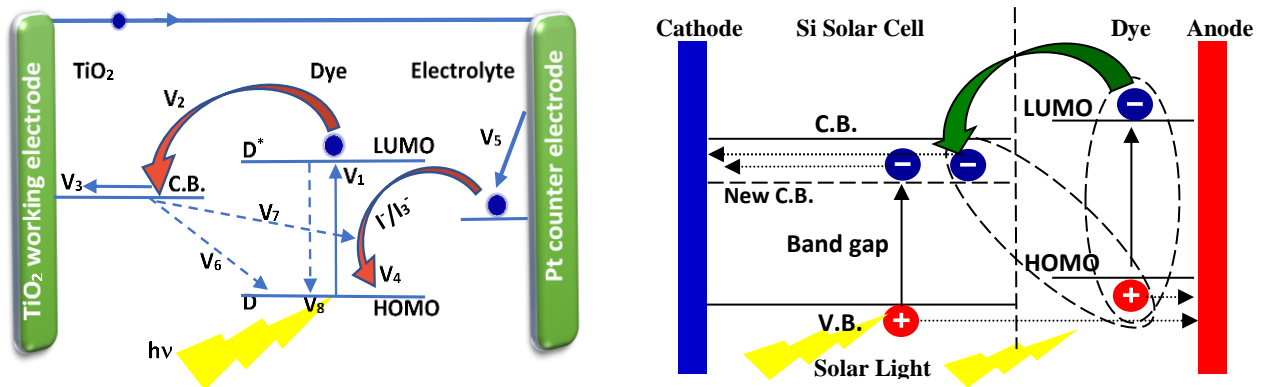 TiO₂ working electrode
TiO₂
Dye
Electrolyte
Pt counter electrode
V₂
V₅
D*
LUMO
V₁
V₃
C.B.
V₇
I⁻/I₃⁻
V₆
V₄
D
V₈
HOMO
hν
Cathode
Si Solar Cell
Dye
Anode
LUMO
C.B.
New C.B.
Band gap
HOMO
V.B.
Solar Light